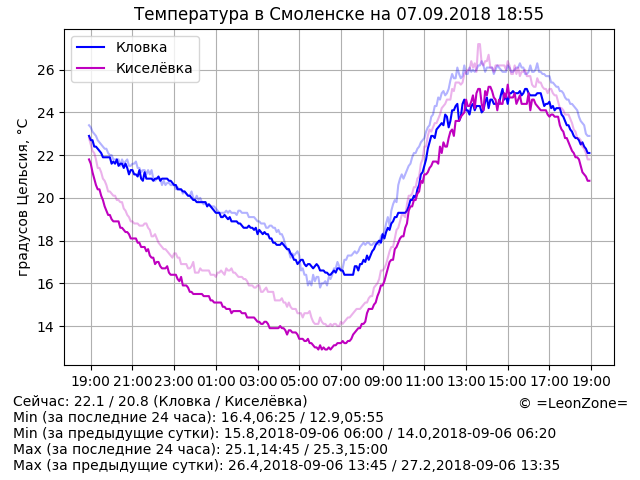 Температура в Смоленске на 07.09.2018 18:55
Кловка
Киселёвка
градусов Цельсия, °C
26
24
22
20
18
16
14
19:00 21:00 23:00 01:00 03:00 05:00 07:00 09:00 11:00 13:00 15:00 17:00 19:00
Сейчас: 22.1 / 20.8 (Кловка / Киселёвка)
© =LeonZone=
Min (за последние 24 часа): 16.4,06:25 / 12.9,05:55
Min (за предыдущие сутки): 15.8,2018-09-06 06:00 / 14.0,2018-09-06 06:20
Max (за последние 24 часа): 25.1,14:45 / 25.3,15:00
Max (за предыдущие сутки): 26.4,2018-09-06 13:45 / 27.2,2018-09-06 13:35